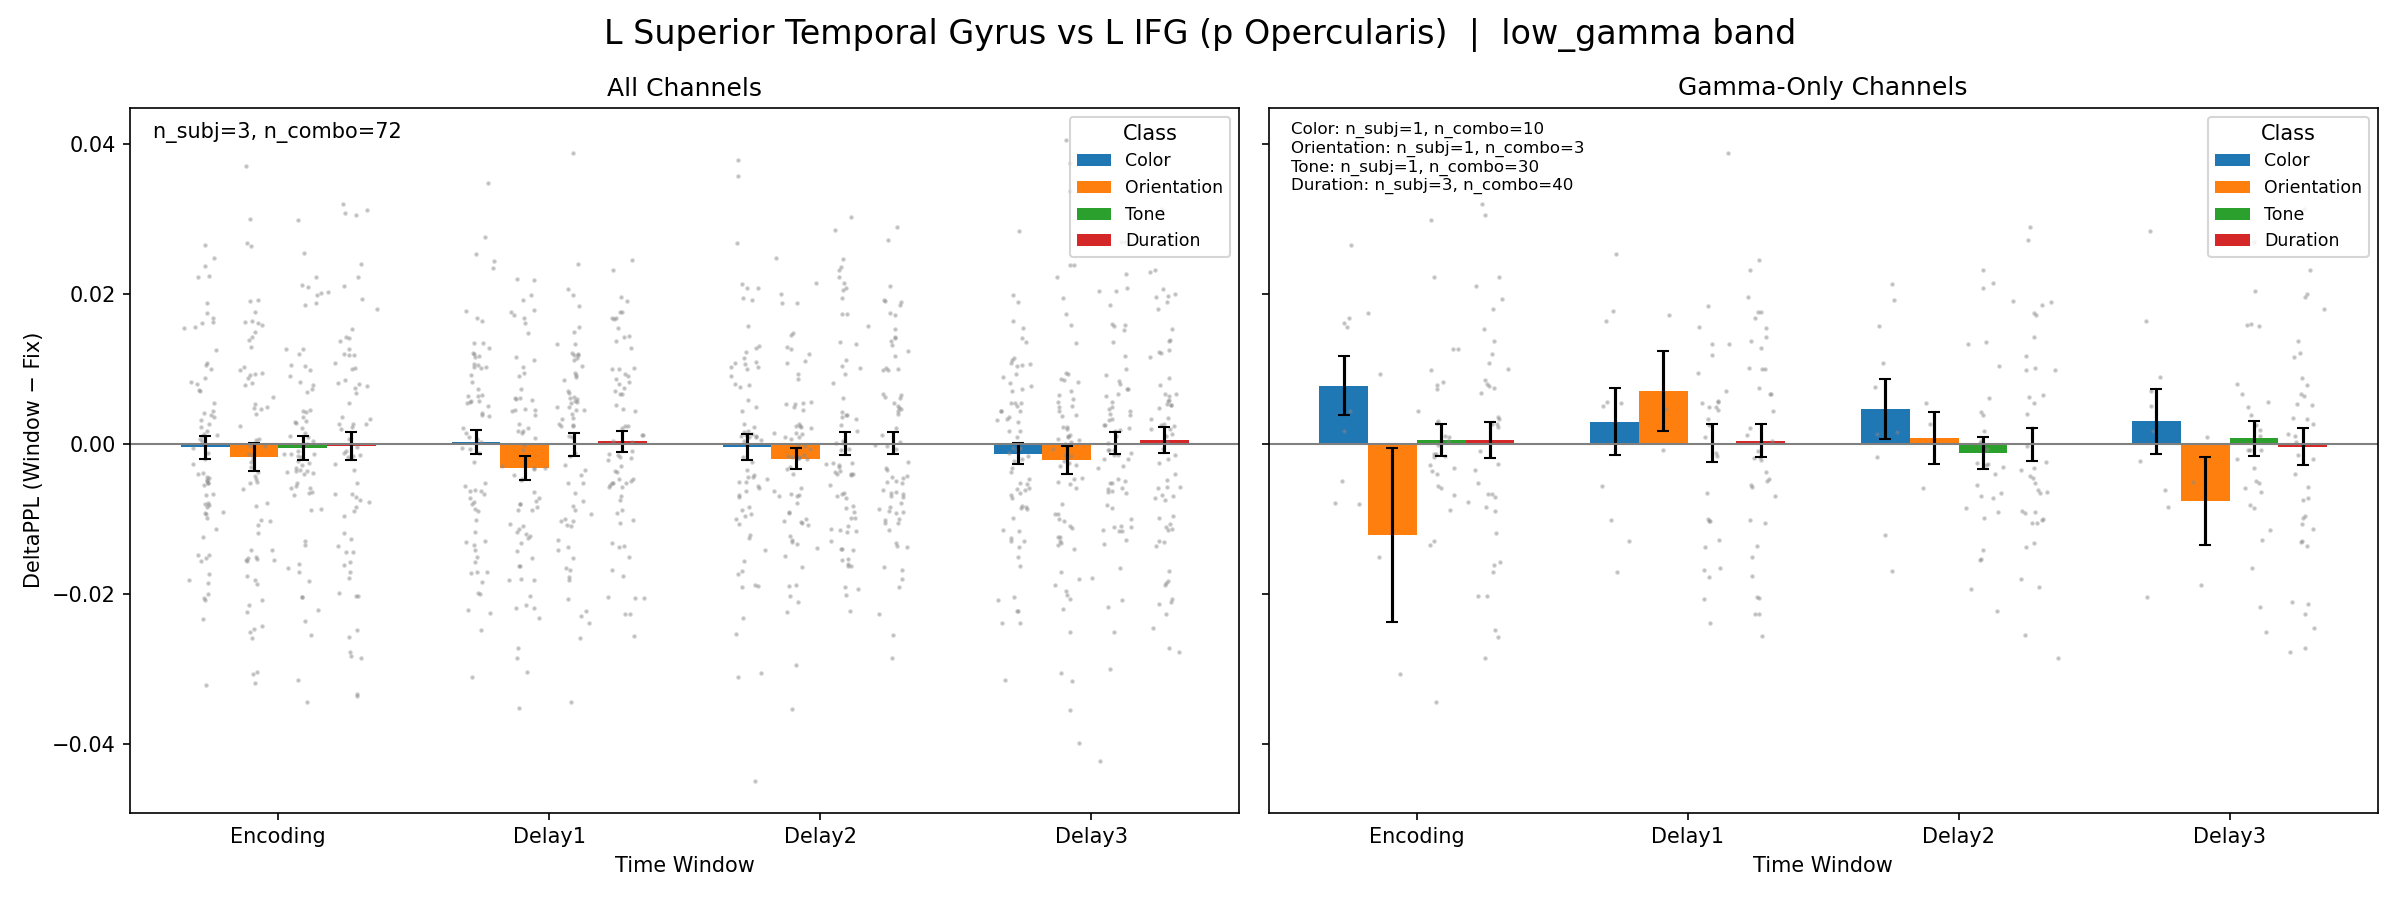 L Superior Temporal Gyrus vs L IFG (p Opercularis) | low_gamma band
All Channels
n_subj=3, n_combo=72
Class
Color
Orientation
Tone
Duration
DeltaPPL (Window − Fix)
0.04
0.02
0.00
−0.02
−0.04
Encoding
Delay1
Delay2
Delay3
Time Window
Gamma-Only Channels
Color: n_subj=1, n_combo=10
Orientation: n_subj=1, n_combo=3
Tone: n_subj=1, n_combo=30
Duration: n_subj=3, n_combo=40
Class
Color
Orientation
Tone
Duration
Encoding
Delay1
Delay2
Delay3
Time Window